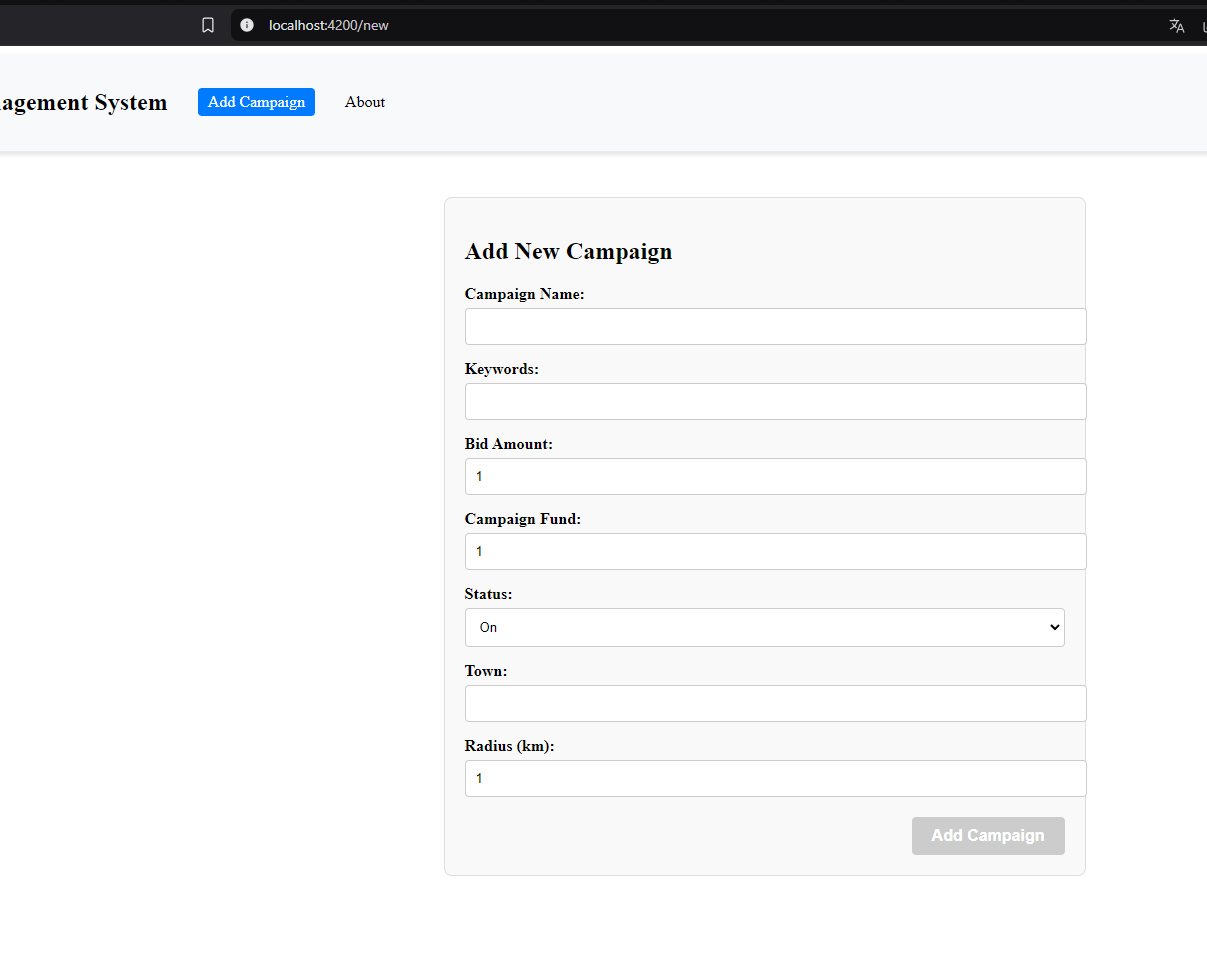 localhost:4200/new
agement System
Add Campaign
About
Add New Campaign
Campaign Name:
Keywords:
Bid Amount:
1
Campaign Fund:
1
Status:
On
Town:
Radius (km):
1
Add Campaign